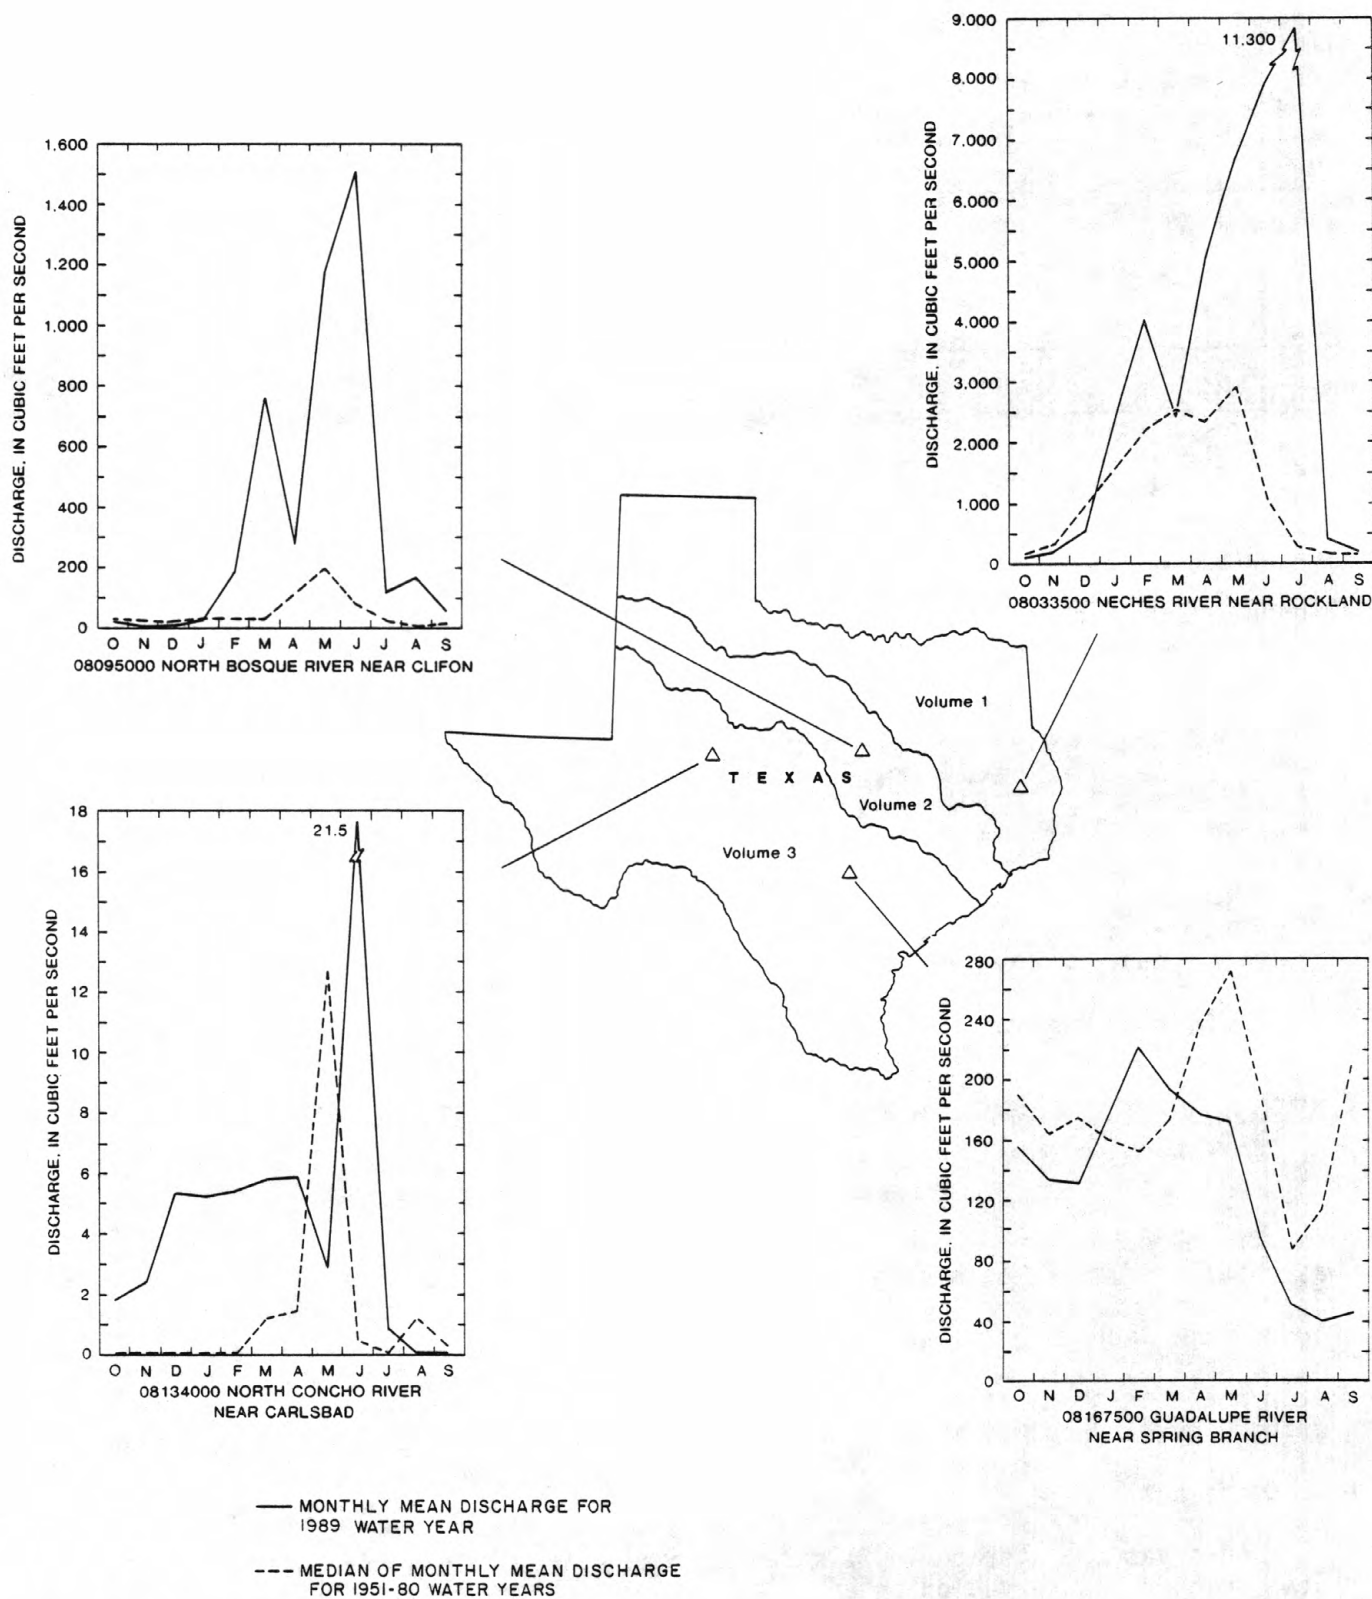 1.600
1.400
1.200
1.000
800
600
400
200
0
DISCHARGE, IN CUBIC FEET PER SECOND
O N D J F M A M J J A S
08095000 NORTH BOSQUE RIVER NEAR CLIFON
9.000
8.000
7.000
6.000
5.000
4.000
3.000
2.000
1.000
0
11.300
DISCHARGE, IN CUBIC FEET PER SECOND
O N D J F M A M J J A S
08033500 NECHES RIVER NEAR ROCKLAND
Volume 1
TEXAS
Volume 2
Volume 3
18
16
14
12
10
8
6
4
2
0
21.5
DISCHARGE, IN CUBIC FEET PER SECOND
O N D J F M A M J J A S
08134000 NORTH CONCHO RIVER
NEAR CARLSBAD
280
240
200
160
120
80
40
0
DISCHARGE, IN CUBIC FEET PER SECOND
O N D J F M A M J J A S
08167500 GUADALUPE RIVER
NEAR SPRING BRANCH
MONTHLY MEAN DISCHARGE FOR
1989 WATER YEAR
MEDIAN OF MONTHLY MEAN DISCHARGE
FOR 1951-80 WATER YEARS